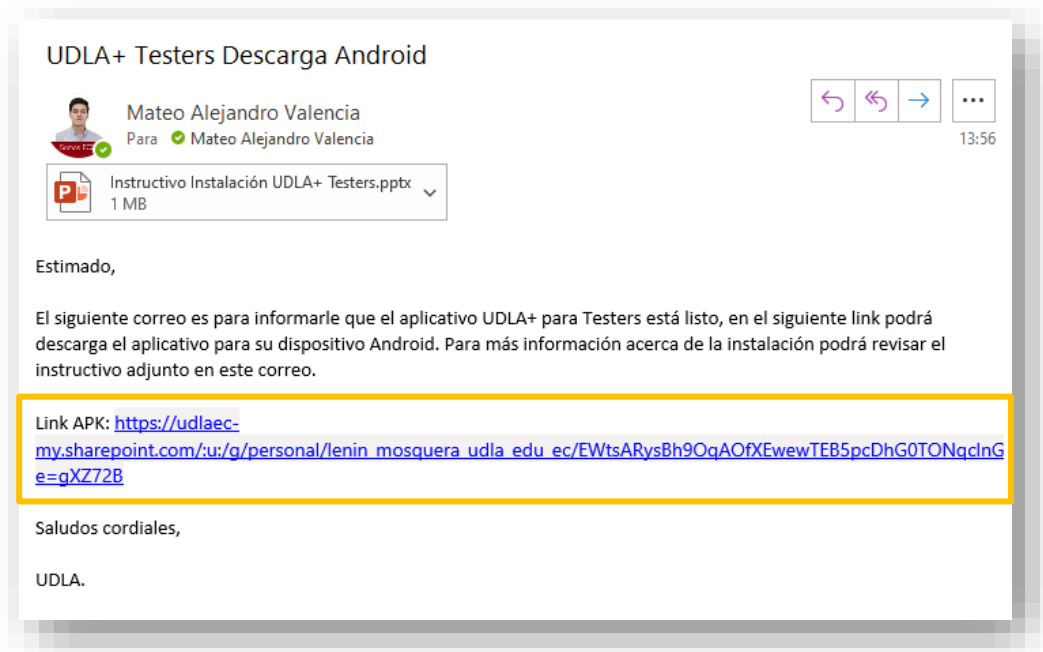 UDLA+ Testers Descarga Android
Mateo Alejandro Valencia
Para Mateo Alejandro Valencia
13:56
Instructivo Instalación UDLA+ Testers.pptx
1 MB
Estimado,
El siguiente correo es para informarle que el aplicativo UDLA+ para Testers está listo, en el siguiente link podrá
descarga el aplicativo para su dispositivo Android. Para más información acerca de la instalación podrá revisar el
instructivo adjunto en este correo.
Link APK: https://udlaec-
my.sharepoint.com/:u:/g/personal/lenin_mosquera_udla_edu_ec/EWtsARysBh9OqAOfXEwewTEB5pcDhG0TONqcInG
e=gXZ72B
Saludos cordiales,
UDLA.